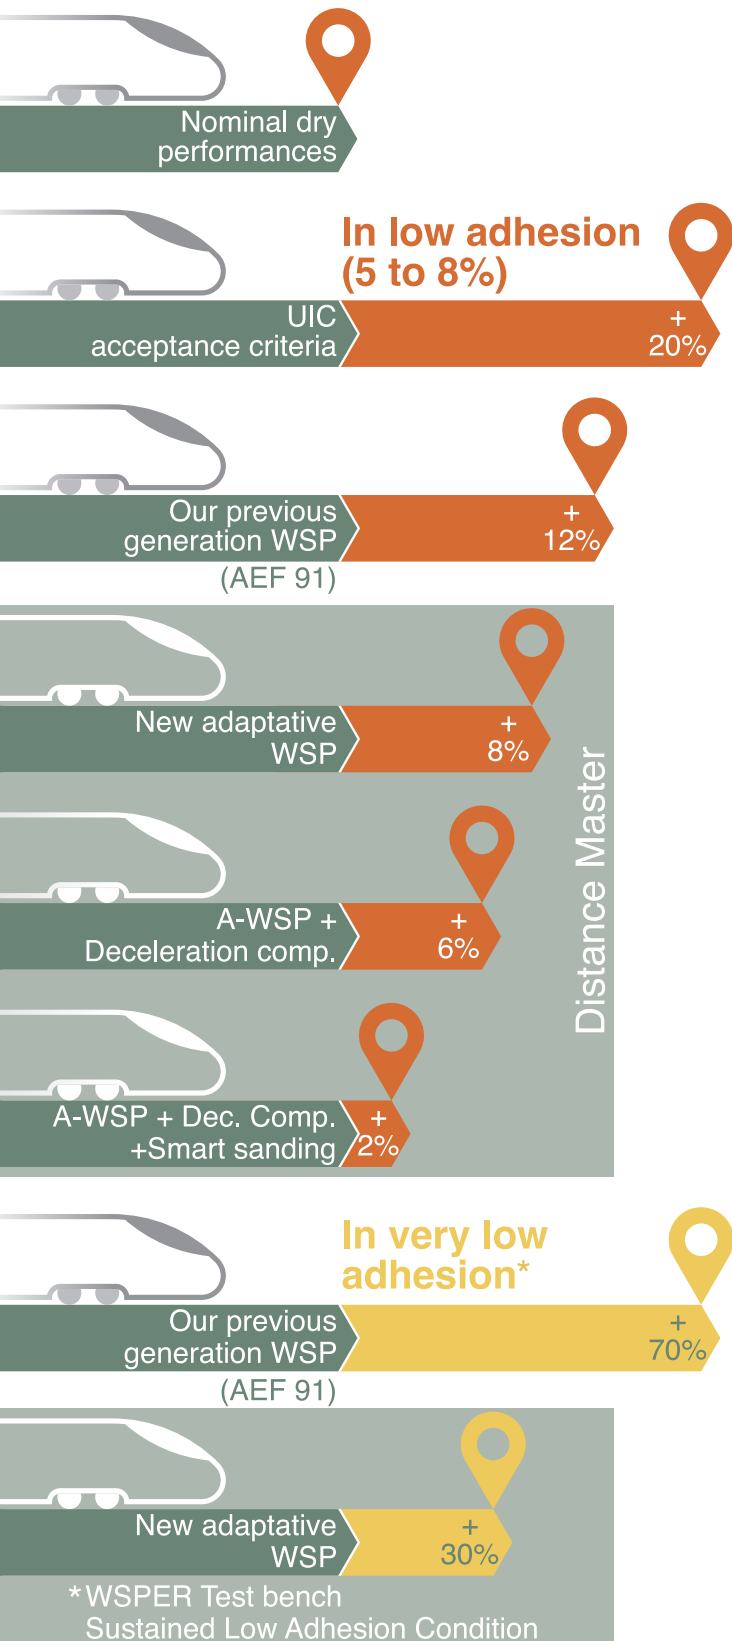 Nominal dry
performances
In low adhesion
(5 to 8%)
UIC
acceptance criteria
+
20%
Our previous
generation WSP
(AEF 91)
+
12%
New adaptative
WSP
+
8%
A-WSP +
Deceleration comp.
+
6%
A-WSP + Dec. Comp.
+Smart sanding
+
2%
Distance Master
In very low
adhesion*
Our previous
generation WSP
(AEF 91)
+
70%
New adaptative
WSP
+
30%
*WSPER Test bench
Sustained Low Adhesion Condition